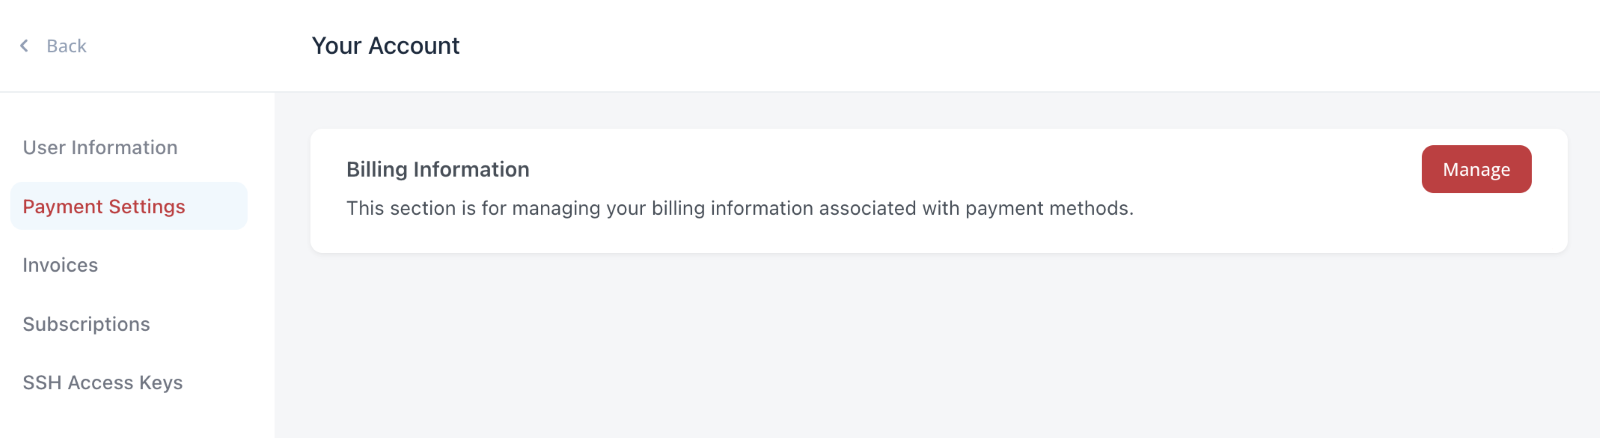 Back
Your Account
User Information
Payment Settings
Invoices
Subscriptions
SSH Access Keys
Billing Information
Manage
This section is for managing your billing information associated with payment methods.